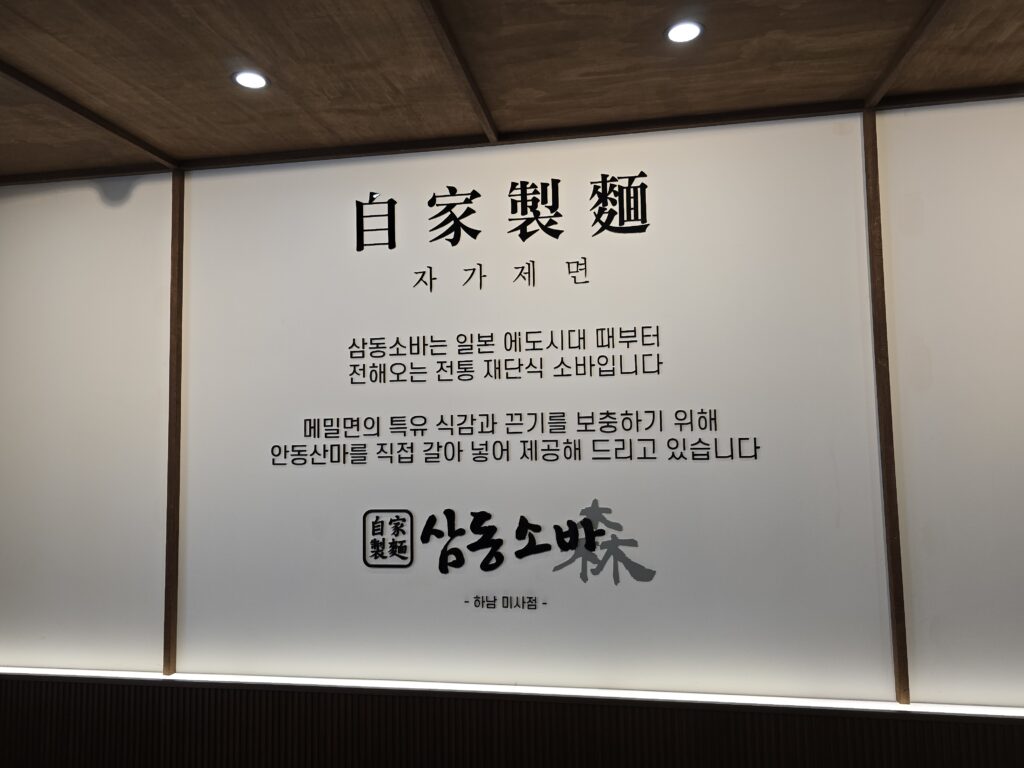 自家製麵
자가제면
삼동소바는 일본 에도시대 때부터
전해오는 전통 재단식 소바입니다
메밀면의 특유 식감과 끈기를 보충하기 위해
안동산마를 직접 갈아 넣어 제공해 드리고 있습니다
自家
製麵
삼동소바 森
- 하남 미사점 -